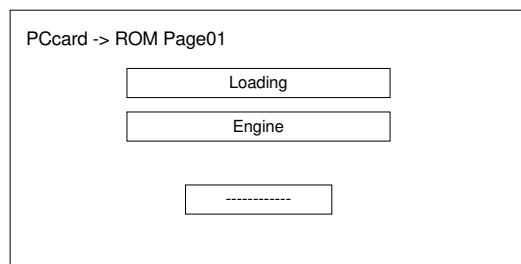 PCcard -> ROM Page01
Loading
Engine
------------